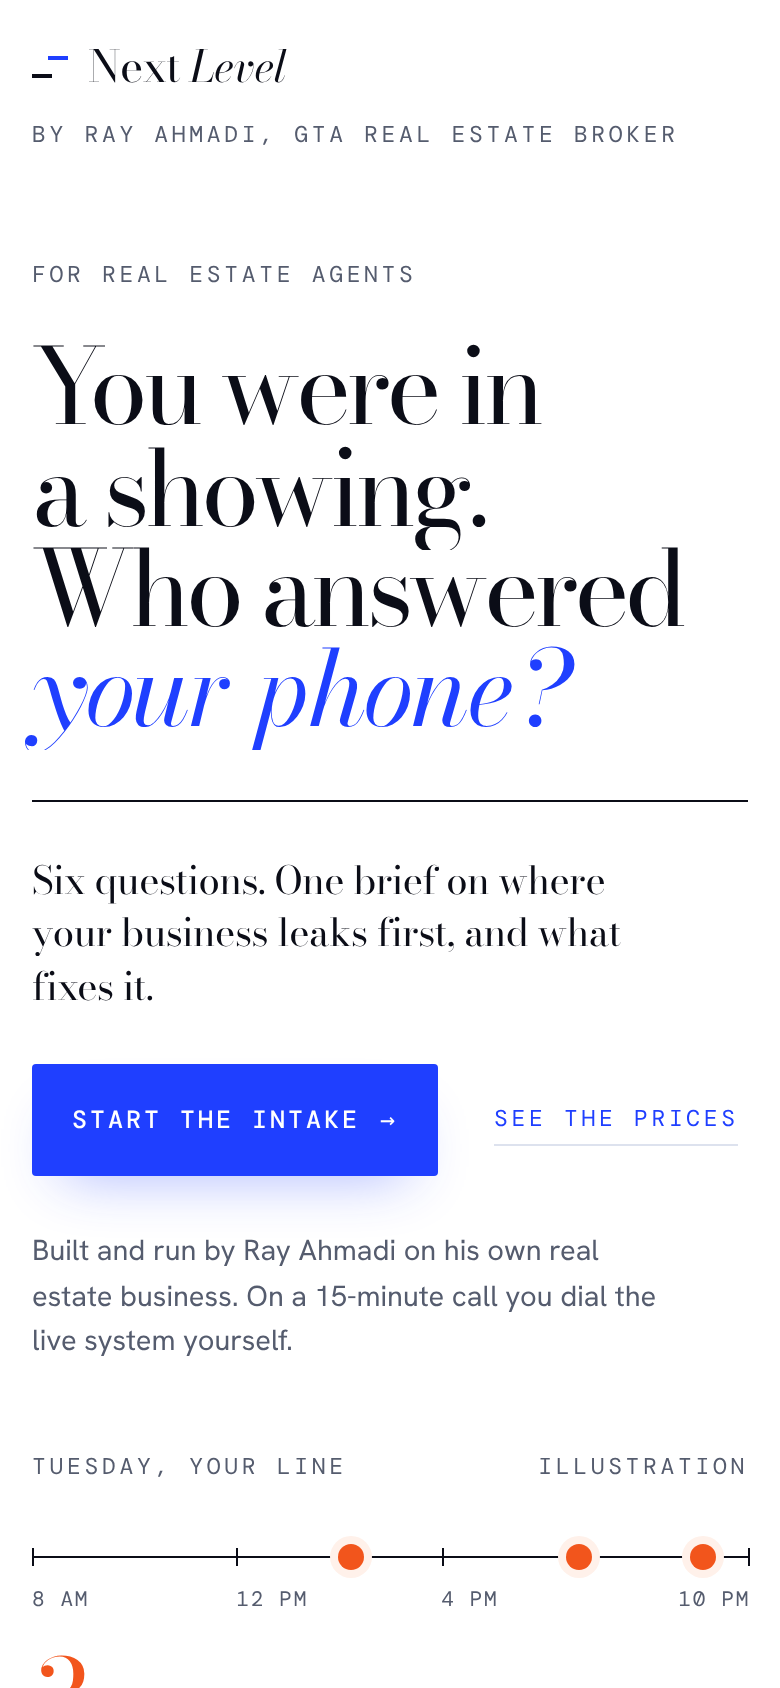 Next Level
BY RAY AHMADI, GTA REAL ESTATE BROKER
FOR REAL ESTATE AGENTS
You were in
a showing.
Who answered
your phone?
Six questions. One brief on where
your business leaks first, and what
fixes it.
START THE INTAKE →
SEE THE PRICES
Built and run by Ray Ahmadi on his own real
estate business. On a 15-minute call you dial the
live system yourself.
TUESDAY, YOUR LINE
ILLUSTRATION
8 AM
12 PM
4 PM
10 PM